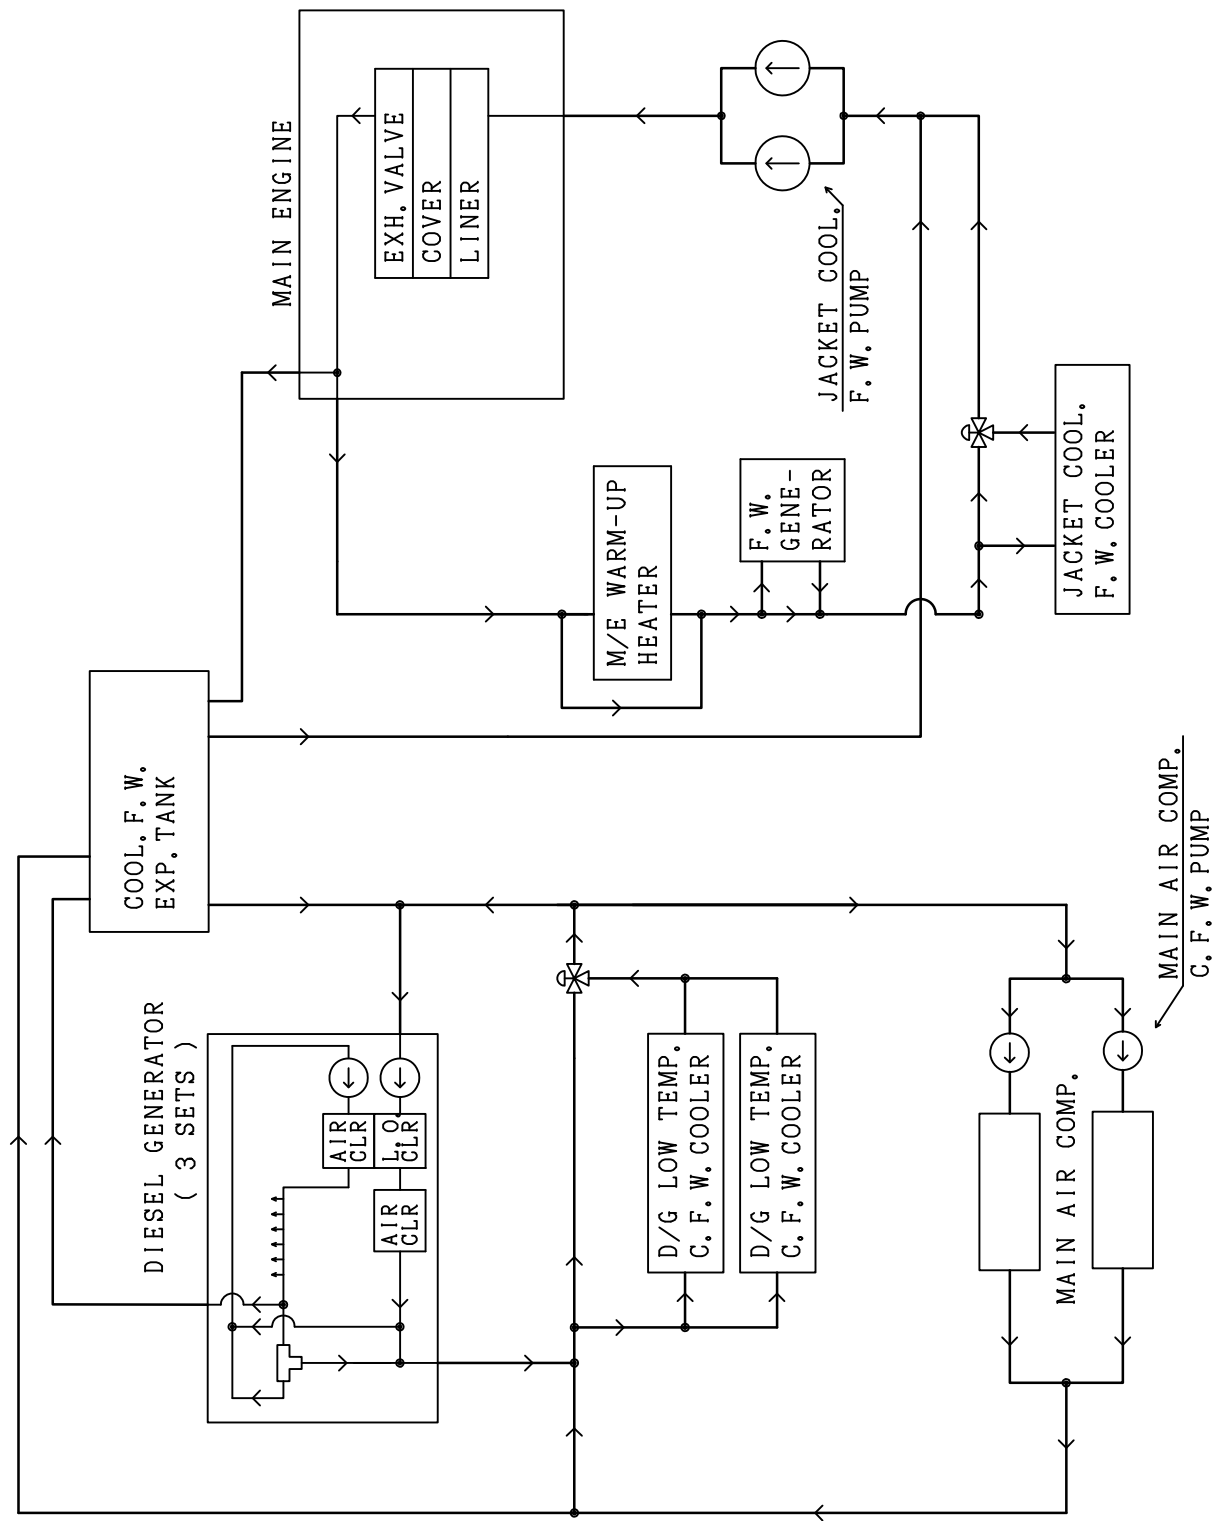 MAIN ENGINE
EXH. VALVE
COVER
LINER
JACKET COOL.
F. W. PUMP
M/E WARM-UP
HEATER
F. W.
GENE-
RATOR
JACKET COOL.
F. W. COOLER
COOL. F. W.
EXP. TANK
DIESEL GENERATOR
( 3 SETS )
AIR
CLR
L.O.
CLR
AIR
CLR
D/G LOW TEMP.
C. F. W. COOLER
D/G LOW TEMP.
C. F. W. COOLER
MAIN AIR COMP.
MAIN AIR COMP.
C. F. W. PUMP